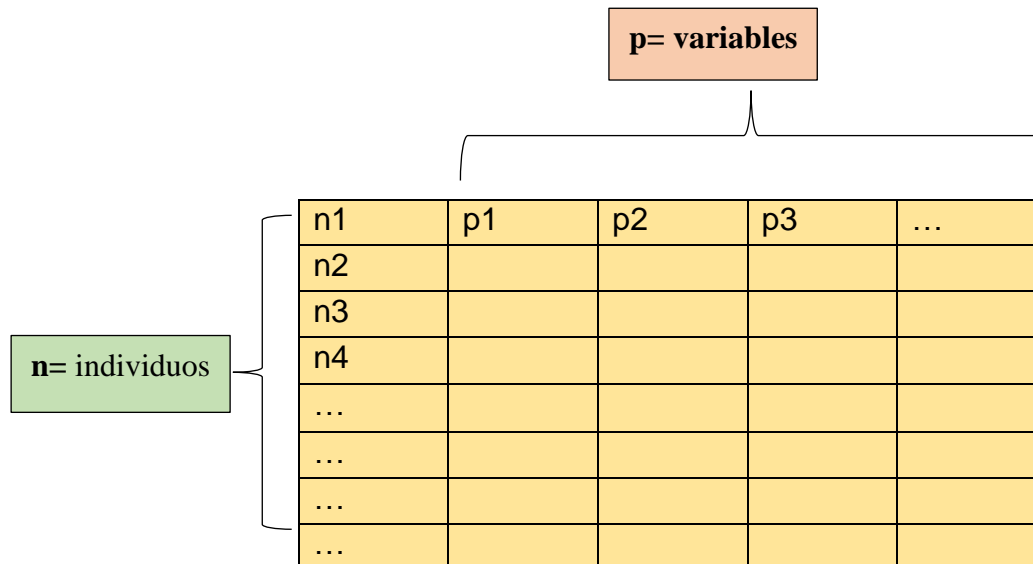 p= variables
n1 p1 p2 p3 …
n2
n3
n= individuos
n4
…
…
…
…